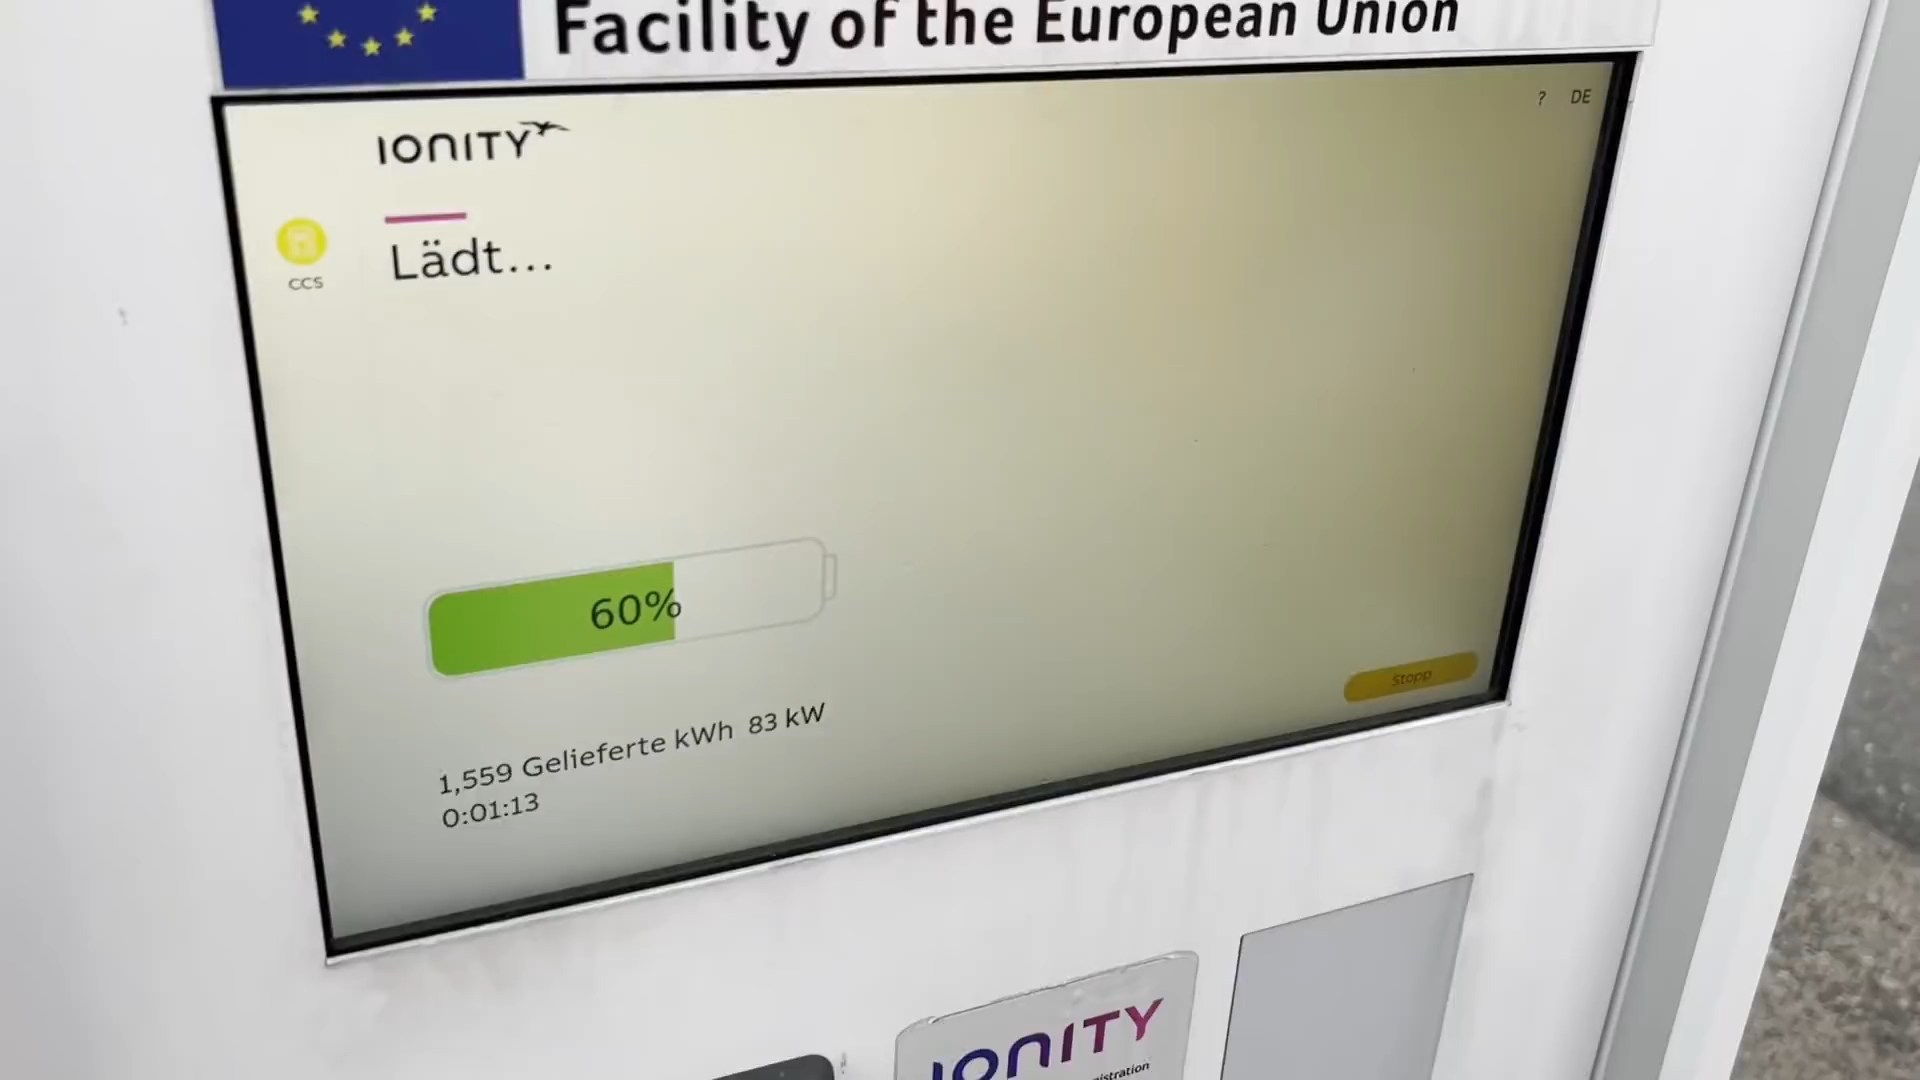 Facility of the European Union
? DE
IONITY
CCS
Lädt...
60%
Stopp
1,559 Gelieferte kWh 83 kW
0:01:13
IONITY